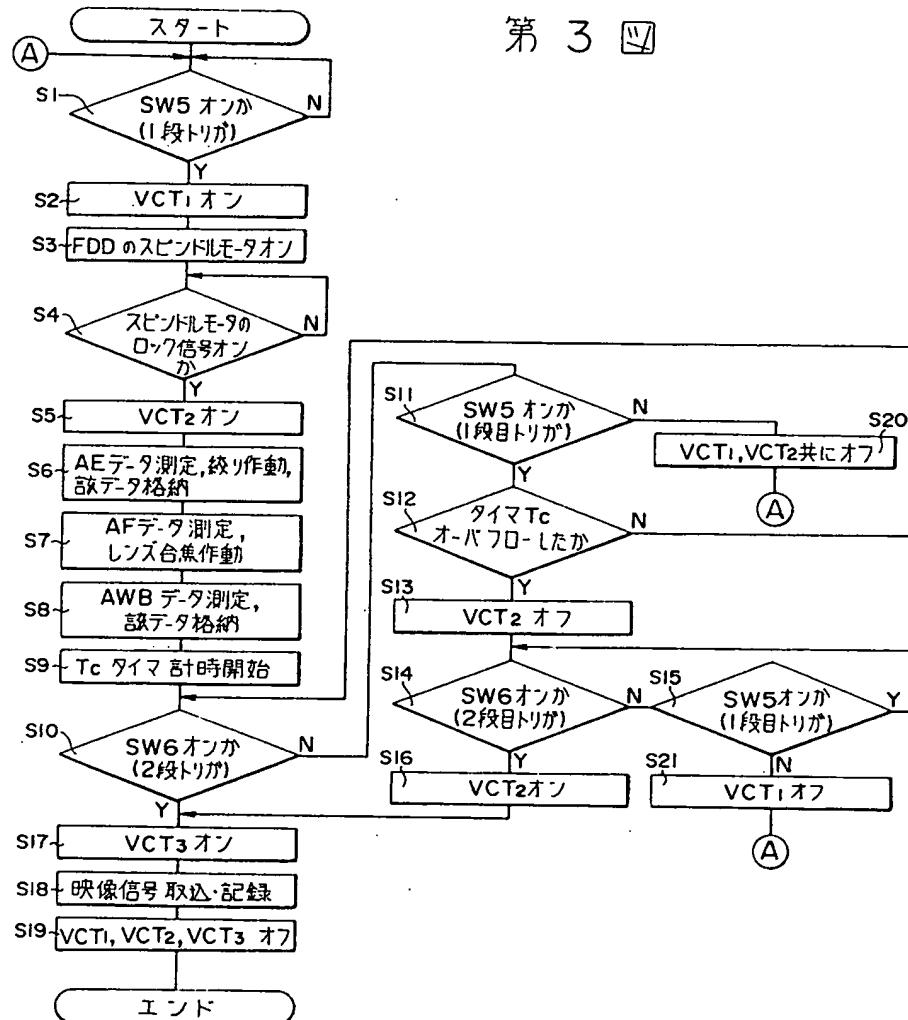 第 3 図
スタート
A
S1
SW5 オンか
(1段トリガ)
N
Y
S2
VCT1 オン
S3
FDD のスピンドルモータオン
S4
スピンドルモータの
ロック信号オン
か
N
Y
S5
VCT2 オン
S6
AEデータ測定,絞り作動,
該データ格納
S7
AFデータ測定,
レンズ合焦作動
S8
AWB データ測定,
該データ格納
S9
Tc タイマ 計時開始
S10
SW6オンか
(2段トリガ)
N
Y
S17
VCT3 オン
S18
映像信号 取込・記録
S19
VCT1, VCT2, VCT3 オフ
エンド
S11
SW5 オンか
(1段目トリガ)
N
Y
S20
VCT1, VCT2 共に オフ
A
S12
タイマ Tc
オーバフローしたか
N
Y
S13
VCT2 オフ
S14
SW6オンか
(2段目トリガ)
N
Y
S15
SW5オンか
(1段目トリガ)
Y
N
S16
VCT2オン
S21
VCT1オフ
A